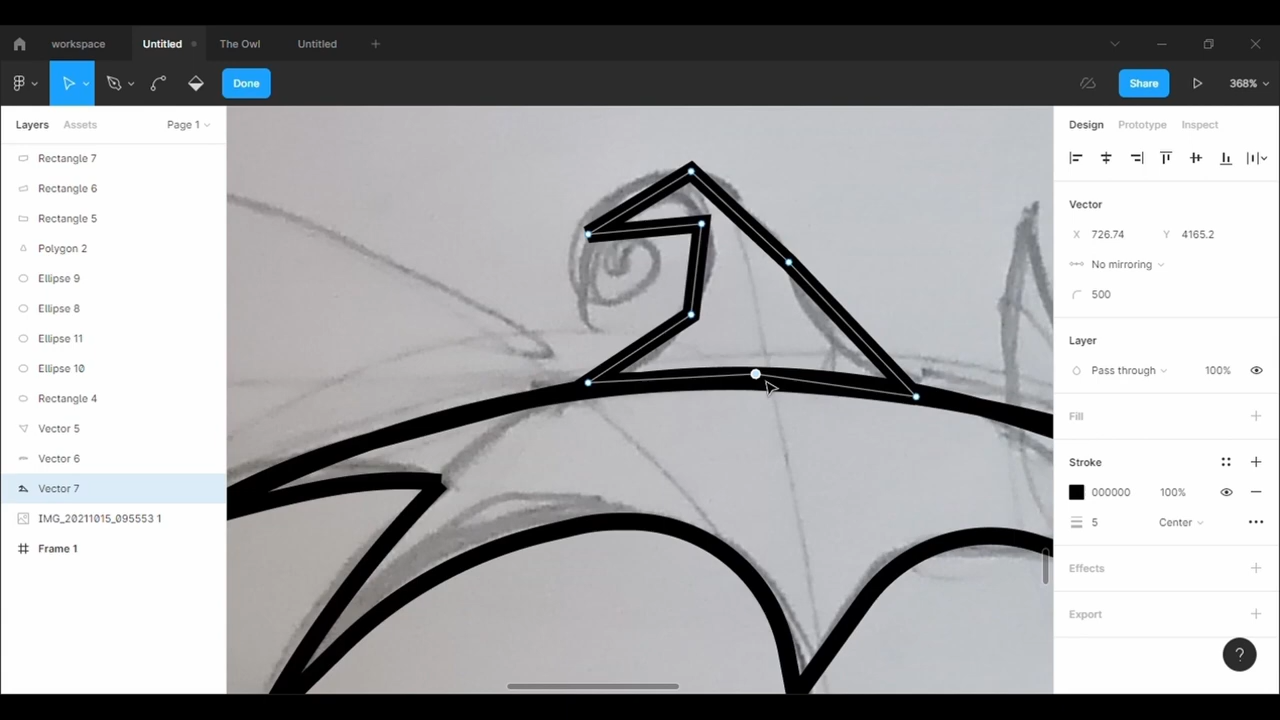 workspace Untitled The Owl Untitled
Done Share 368%
Layers Assets Page 1
Rectangle 7
Rectangle 6
Rectangle 5
Polygon 2
Ellipse 9
Ellipse 8
Ellipse 11
Ellipse 10
Rectangle 4
Vector 5
Vector 6
Vector 7
IMG_20211015_095553 1
Frame 1
Design Prototype Inspect
Vector
X 726.74 Y 4165.2
No mirroring
500
Layer
Pass through 100%
Fill
Stroke
000000 100%
5 Center
Effects
Export
?